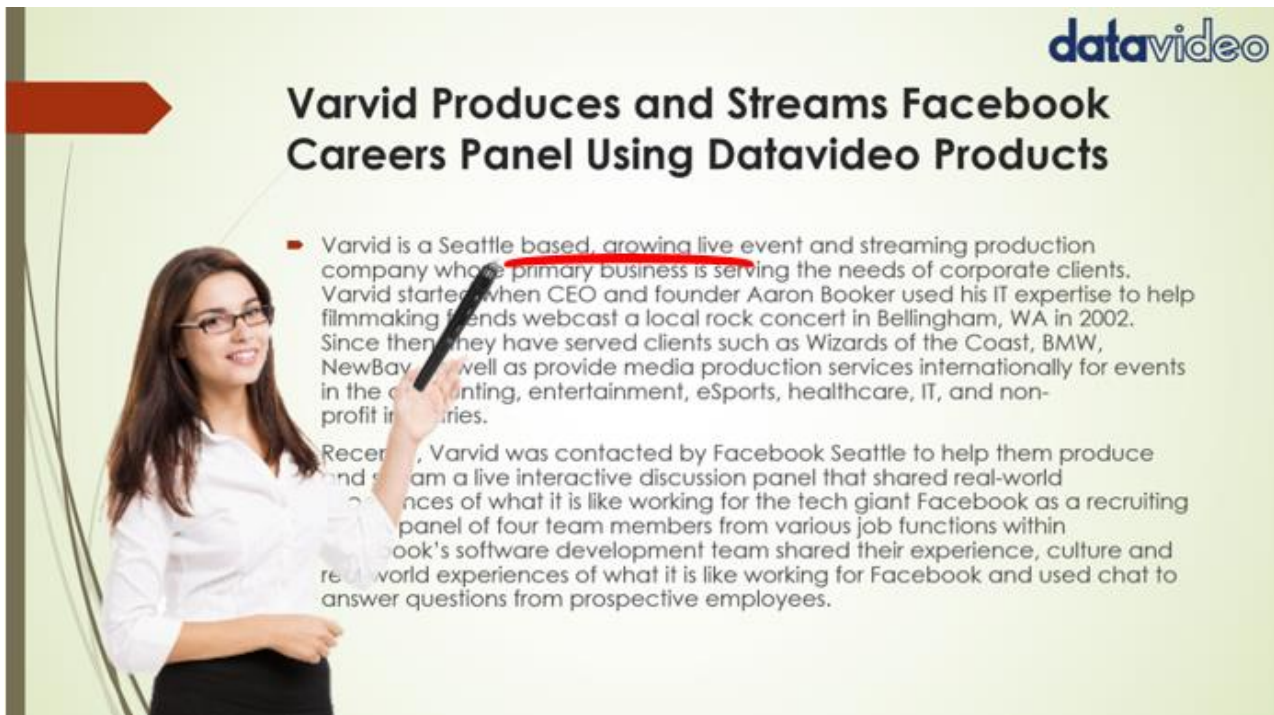 datavideo
Varvid Produces and Streams Facebook
Careers Panel Using Datavideo Products
Varvid is a Seattle based, growing live event and streaming production
company whose primary business is serving the needs of corporate clients.
Varvid started when CEO and founder Aaron Booker used his IT expertise to help
filmmaking friends webcast a local rock concert in Bellingham, WA in 2002.
Since then they have served clients such as Wizards of the Coast, BMW,
NewBay well as provide media production services internationally for events
in the entertainment, eSports, healthcare, IT, and non-
profit
Varvid was contacted by Facebook Seattle to help them produce
and a live interactive discussion panel that shared real-world
of what it is like working for the tech giant Facebook as a recruiting
panel of four team members from various job functions within
software development team shared their experience, culture and
world experiences of what it is like working for Facebook and used chat to
answer questions from prospective employees.